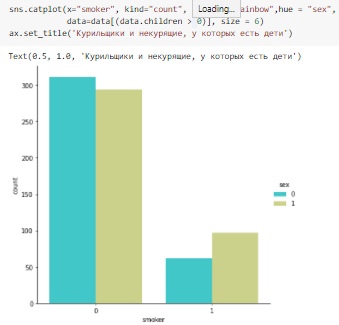 sns.catplot(x="smoker", kind="count", Loading... ainbow",hue = "sex",
data=data[(data.children > 0)], size = 6)
ax.set_title('Курильщики и некурящие, у которых есть дети')
Text(0.5, 1.0, 'Курильщики и некурящие, у которых есть дети')
300
250
200
150
100
50
0
count
0 1
smoker
sex
0
1